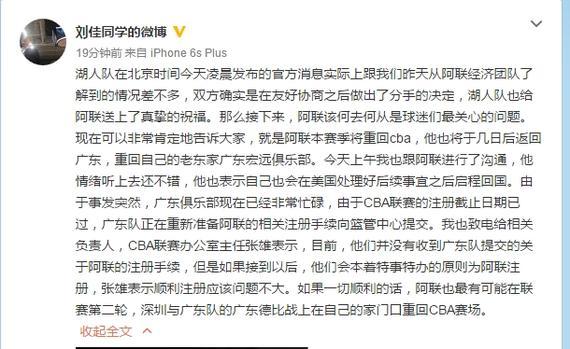 刘佳同学的微博
19分钟前 来自 iPhone 6s Plus
湖人队在北京时间今天凌晨发布的官方消息实际上跟我们昨天从阿联经济团队了
解到的情况差不多，双方确实是在友好协商之后做出了分手的决定，湖人队也给
阿联送上了真挚的祝福。那么接下来，阿联该何去何从是球迷们最关心的问题。
现在可以非常肯定地告诉大家，就是阿联本赛季将重回cba，他也将于几日后返回
广东，重回自己的老东家广东宏远俱乐部。今天上午我也跟阿联进行了沟通，他
情绪听上去还不错，他也表示自己也会在美国处理好后续事宜之后启程回国。由
于事发突然，广东俱乐部现在已经非常忙碌，由于CBA联赛的注册截止日期已
过，广东队正在重新准备阿联的相关注册手续向篮管中心提交。我也致电给相关
负责人，CBA联赛办公室主任张雄表示，目前，他们并没有收到广东队提交的关
于阿联的注册手续，但是如果接到以后，他们会本着特事特办的原则为阿联注
册，张雄表示顺利注册应该问题不大。如果一切顺利的话，阿联也最有可能在联
赛第二轮，深圳与广东队的广东德比战上在自己的家门口重回CBA赛场。
收起全文